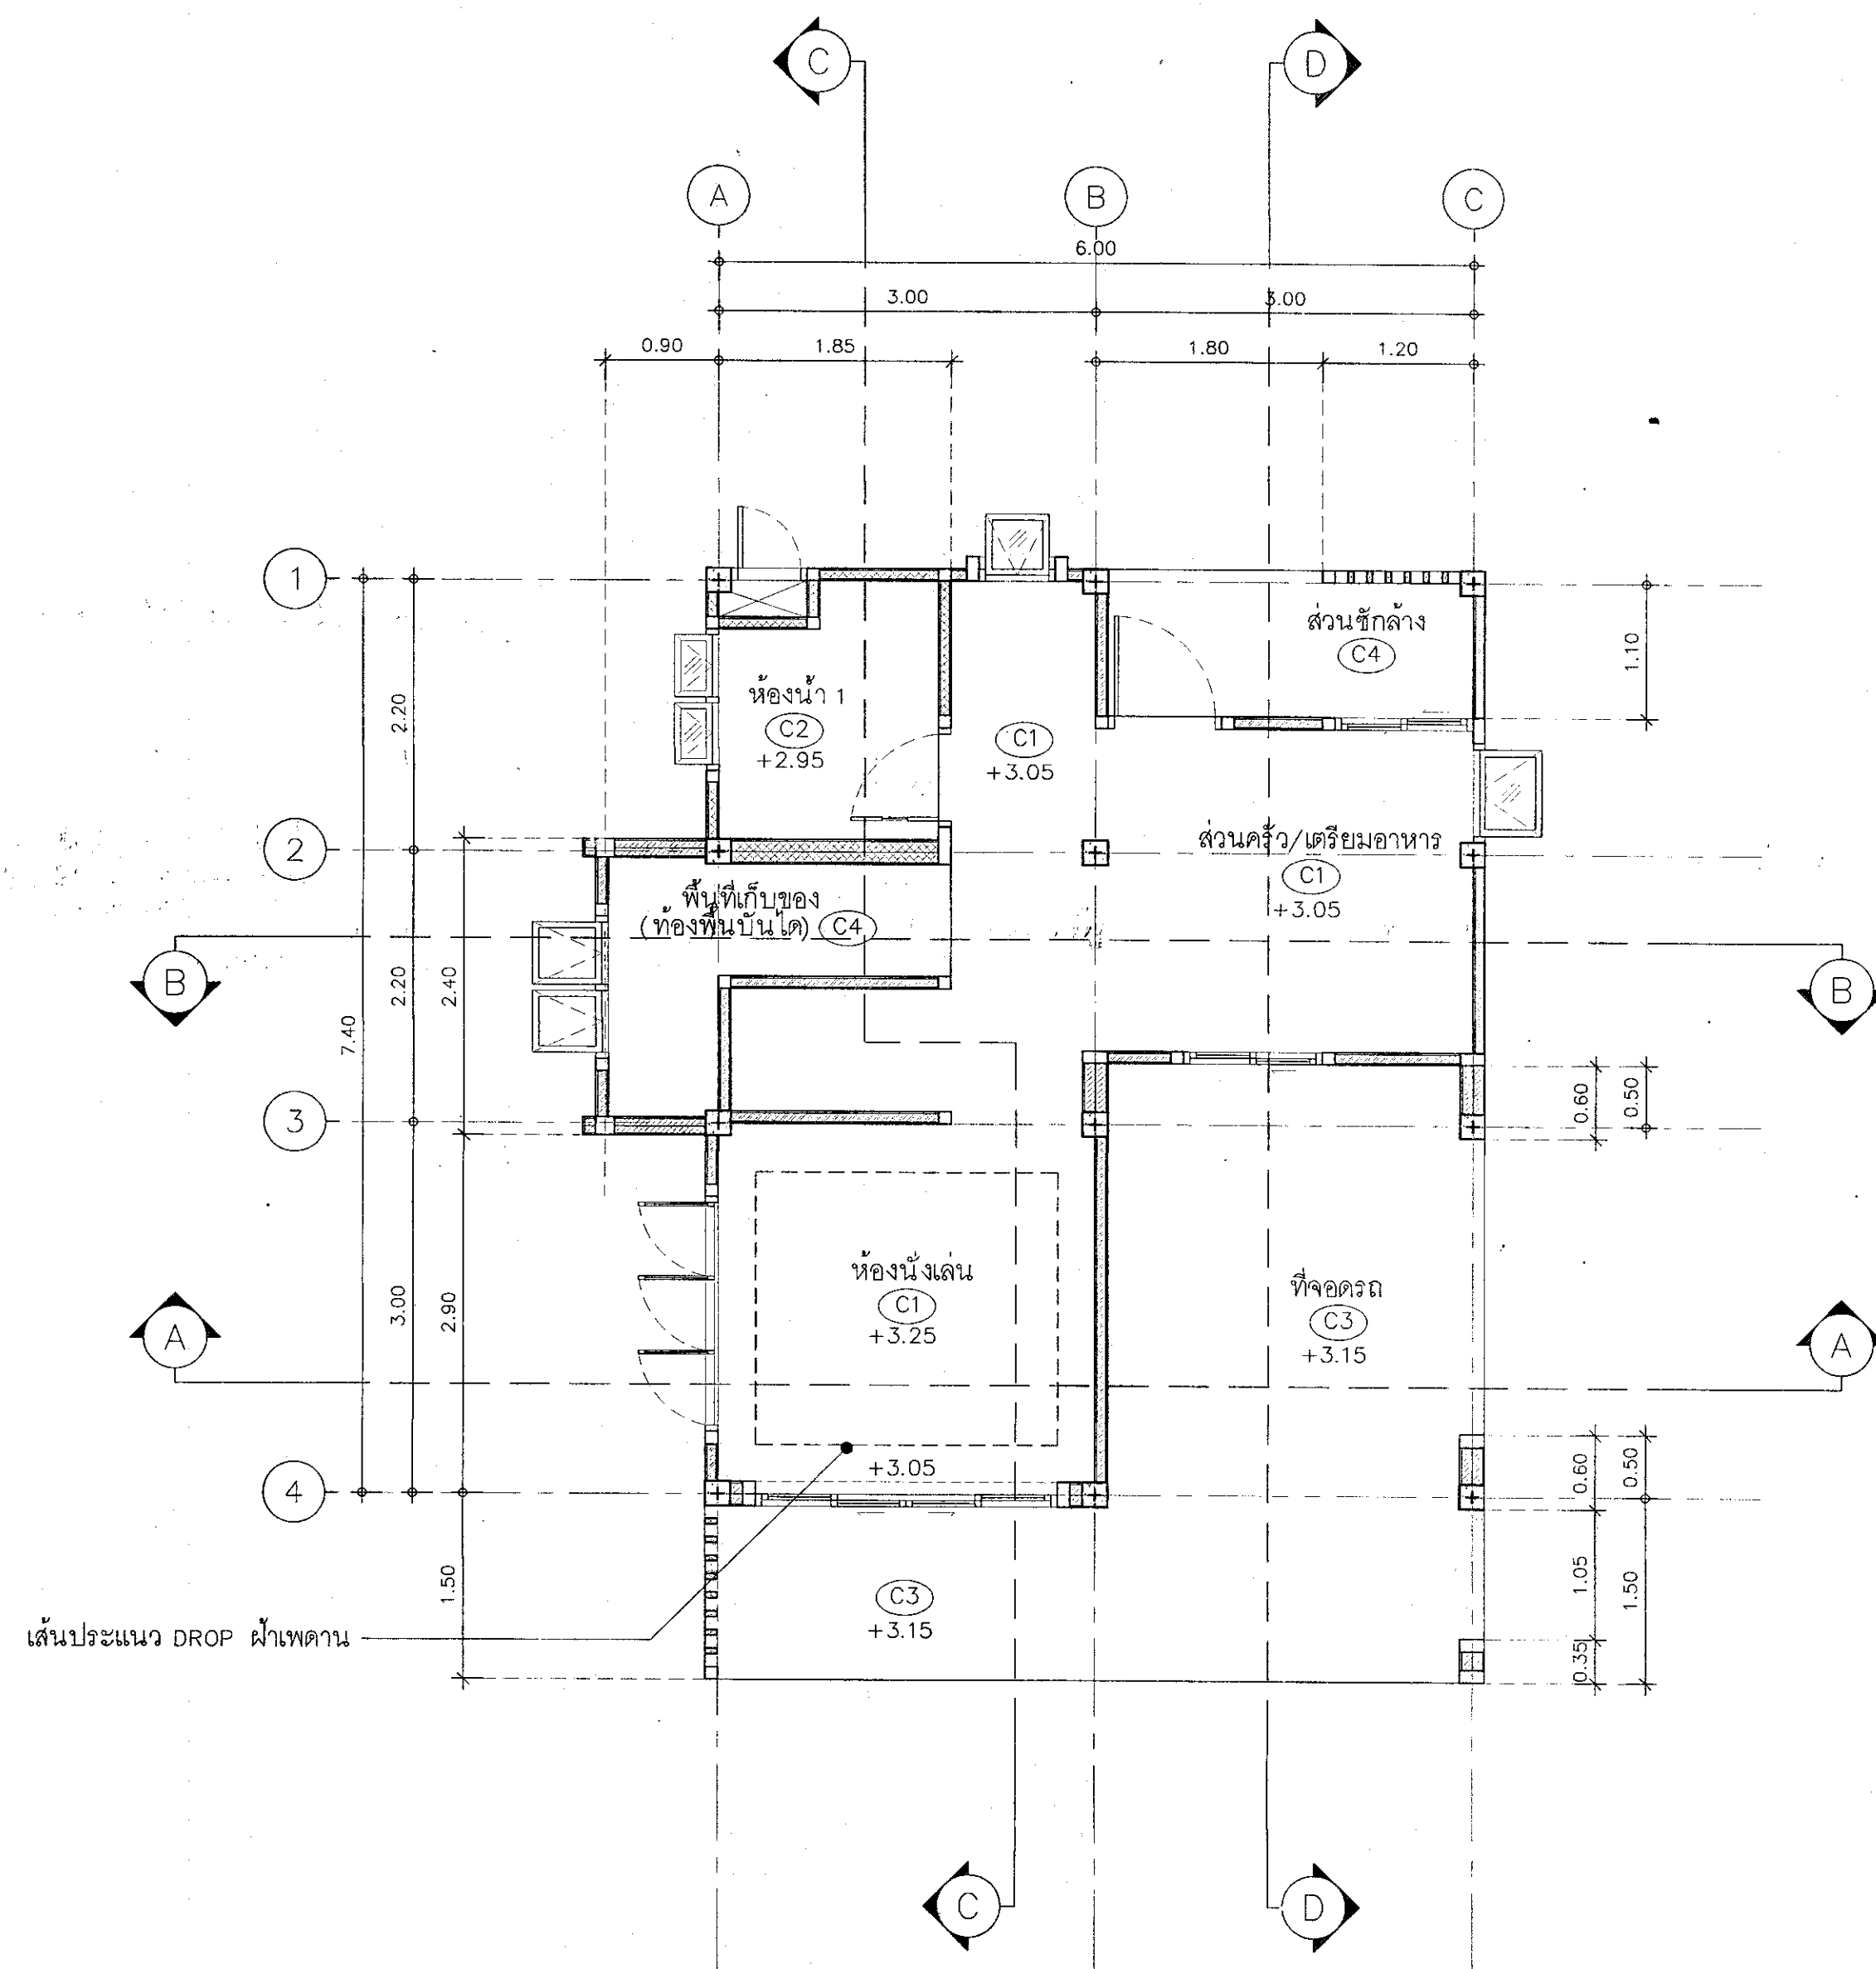 C
D
A
B
C
6.00
3.00
3.00
0.90
1.85
1.80
1.20
1
ส่วนซักล้าง
C4
1.10
ห้องน้ำ 1
C2
+2.95
2.20
C1
+3.05
2
ส่วนครัว/เตรียมอาหาร
C1
+3.05
พื้นที่เก็บของ
(ท้องพื้นบันได) C4
B
B
2.20
2.40
7.40
0.60
0.50
3
ห้องนั่งเล่น
C1
+3.25
ที่จอดรถ
C3
+3.15
3.00
2.90
A
A
+3.05
0.60
0.50
4
1.50
C3
+3.15
1.05
1.50
0.35
เส้นประแนว DROP ฝ้าเพดาน
C
D